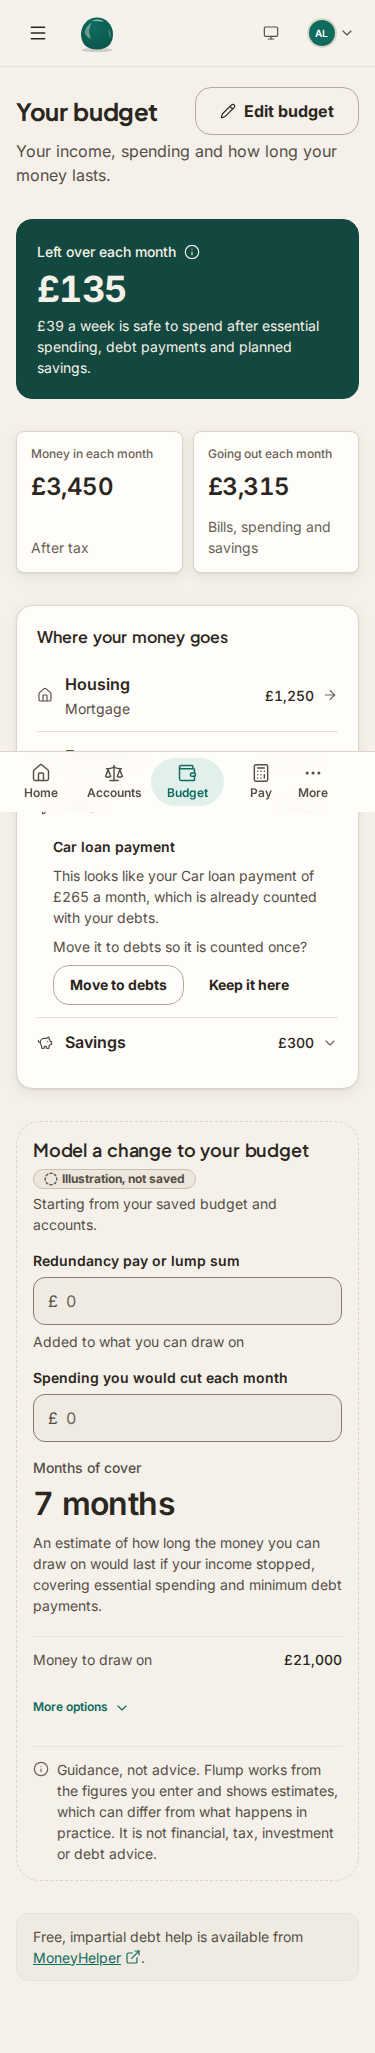 AL
Your budget
Edit budget
Your income, spending and how long your
money lasts.
Left over each month
£135
£39 a week is safe to spend after essential
spending, debt payments and planned
savings.
Money in each month
£3,450
After tax
Going out each month
£3,315
Bills, spending and
savings
Where your money goes
Housing
£1,250
Mortgage
Home
Accounts
Budget
Pay
More
Car loan payment
This looks like your Car loan payment of
£265 a month, which is already counted
with your debts.
Move it to debts so it is counted once?
Move to debts
Keep it here
Savings
£300
Model a change to your budget
Illustration, not saved
Starting from your saved budget and
accounts.
Redundancy pay or lump sum
£ 0
Added to what you can draw on
Spending you would cut each month
£ 0
Months of cover
7 months
An estimate of how long the money you can
draw on would last if your income stopped,
covering essential spending and minimum debt
payments.
Money to draw on
£21,000
More options
Guidance, not advice. Flump works from
the figures you enter and shows estimates,
which can differ from what happens in
practice. It is not financial, tax, investment
or debt advice.
Free, impartial debt help is available from
MoneyHelper.